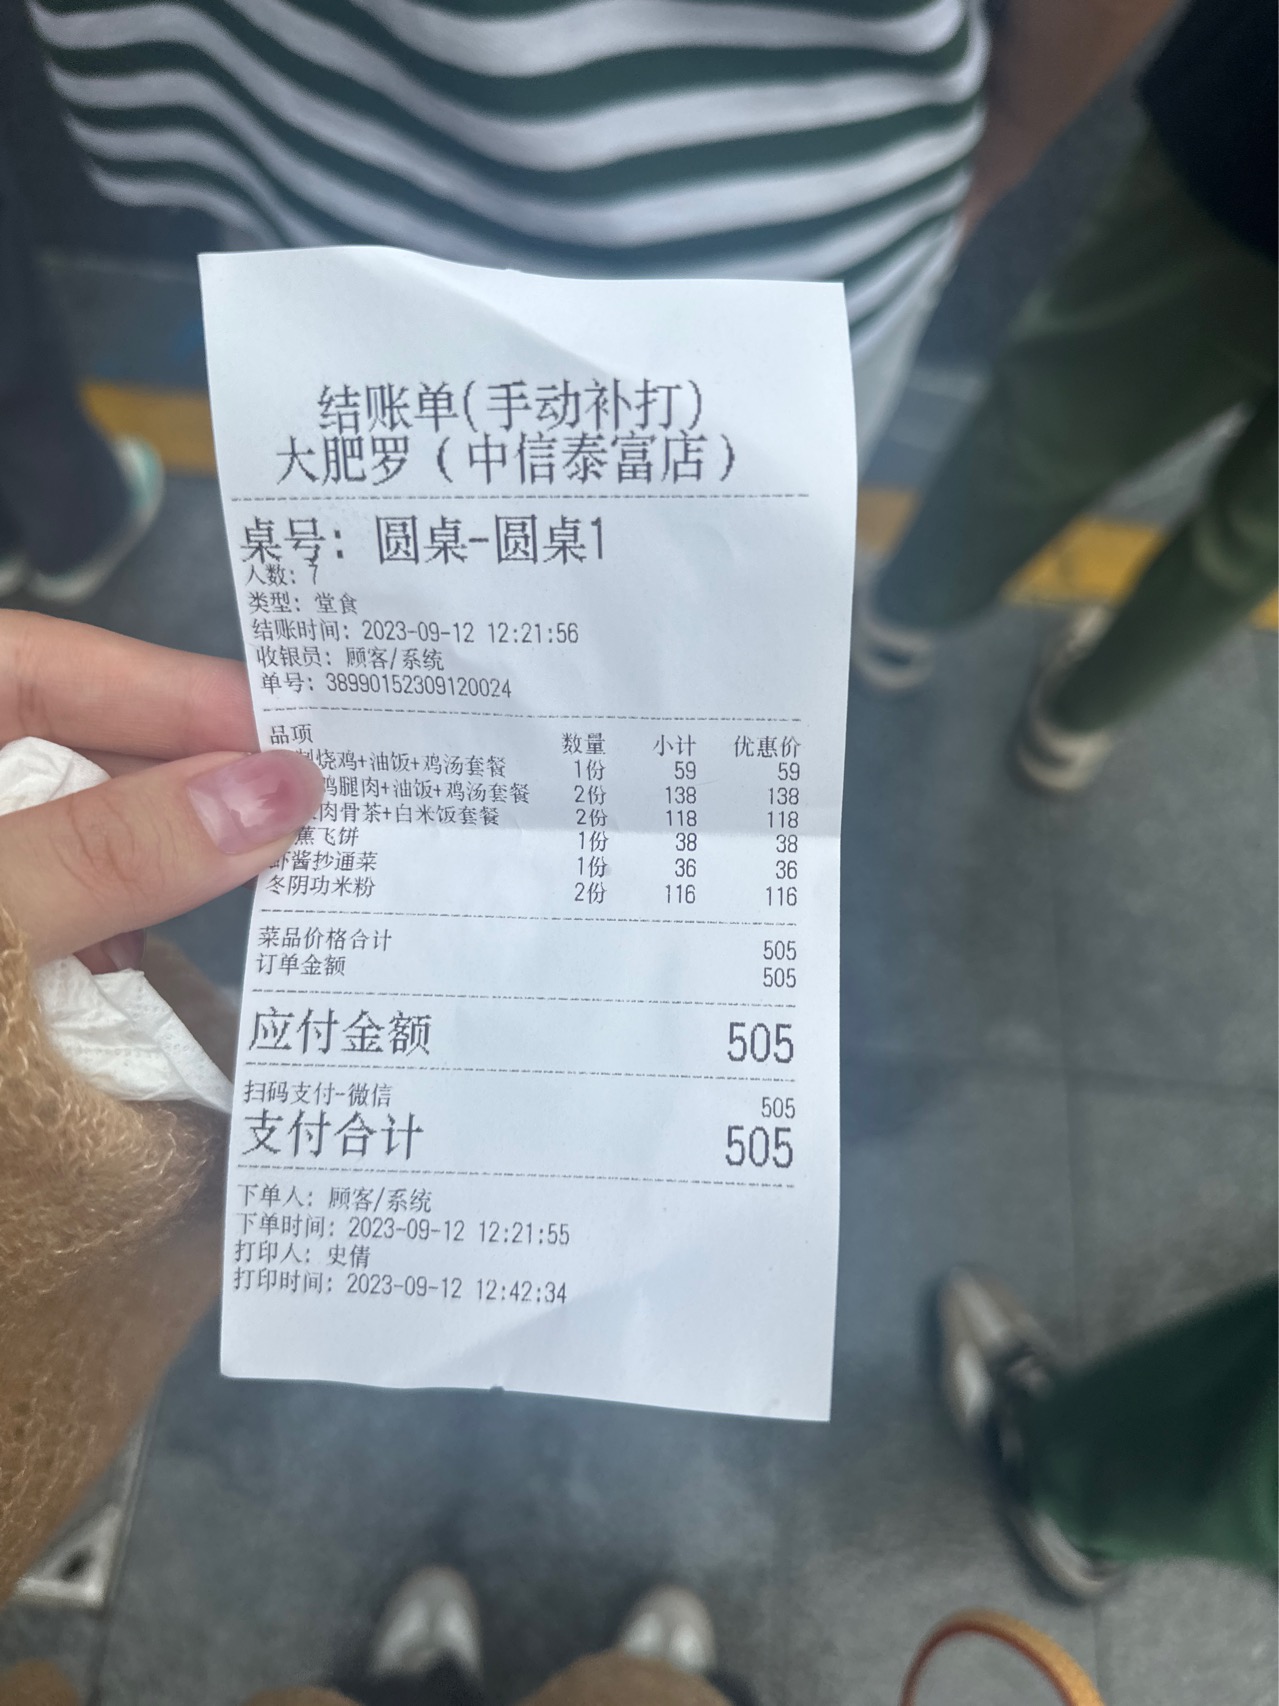 结账单(手动补打)
大肥罗（中信泰富店）
桌号：圆桌-圆桌1
人数：7
类型：堂食
结账时间：2023-09-12 12:21:56
收银员：顾客/系统
单号：38990152309120024
品项 数量 小计 优惠价
烧鸡+油饭+鸡汤套餐 1份 59 59
鸡腿肉+油饭+鸡汤套餐 2份 138 138
肉骨茶+白米饭套餐 2份 118 118
蕉飞饼 1份 38 38
虾酱抄通菜 1份 36 36
冬阴功米粉 2份 116 116
菜品价格合计 505
订单金额 505
应付金额 505
扫码支付-微信 505
支付合计 505
下单人：顾客/系统
下单时间：2023-09-12 12:21:55
打印人：史倩
打印时间：2023-09-12 12:42:34